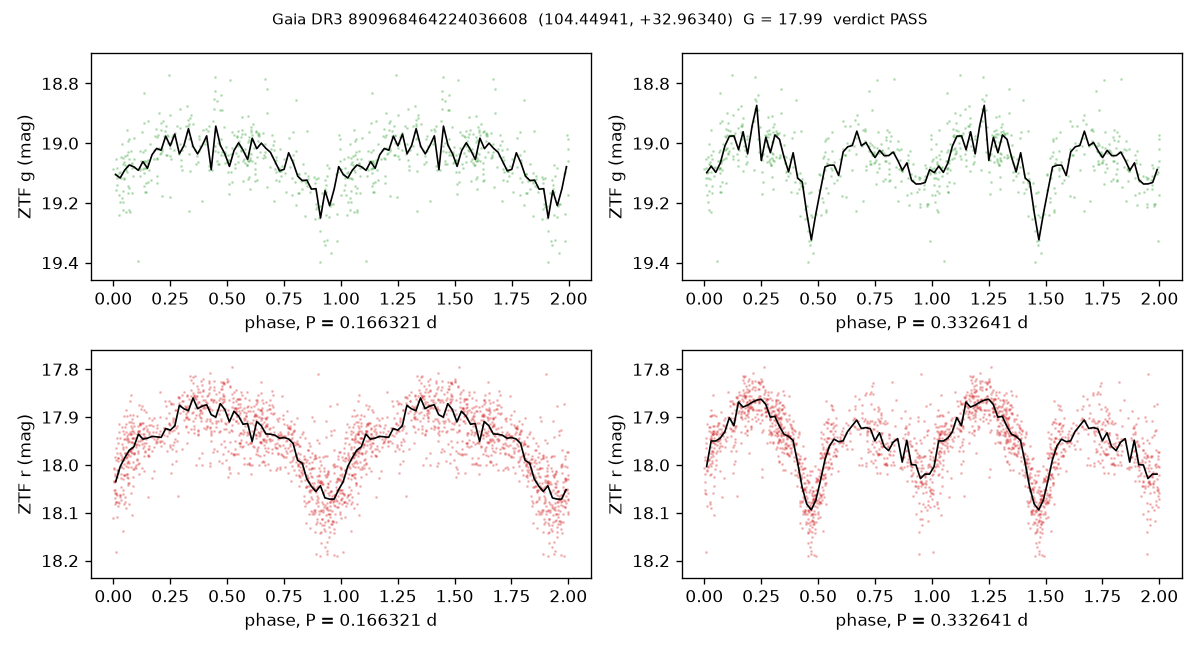 Gaia DR3 890968464224036608  (104.44941, +32.96340)  G = 17.99  verdict PASS
ZTF g (mag)
18.8
19.0
19.2
19.4
0.00 0.25 0.50 0.75 1.00 1.25 1.50 1.75 2.00
phase, P = 0.166321 d
ZTF g (mag)
18.8
19.0
19.2
19.4
0.00 0.25 0.50 0.75 1.00 1.25 1.50 1.75 2.00
phase, P = 0.332641 d
ZTF r (mag)
17.8
17.9
18.0
18.1
18.2
0.00 0.25 0.50 0.75 1.00 1.25 1.50 1.75 2.00
phase, P = 0.166321 d
ZTF r (mag)
17.8
17.9
18.0
18.1
18.2
0.00 0.25 0.50 0.75 1.00 1.25 1.50 1.75 2.00
phase, P = 0.332641 d